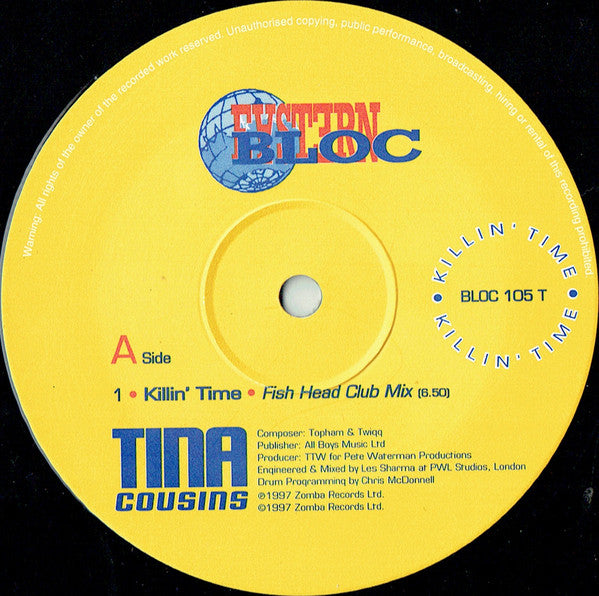 Warning: All rights of the owner of the recorded work reserved. Unauthorised copying, public performance, broadcasting, hiring or rental of this recording prohibited
EASTERN
BLOC
KILLIN' TIME
BLOC 105 T
KILLIN' TIME
A Side
1 • Killin' Time • Fish Head Club Mix (6.50)
TINA
COUSINS
Composer: Topham & Twigg
Publisher: All Boys Music Ltd
Producer: TTW for Pete Waterman Productions
Engineered & Mixed by Les Sharma at PWL Studios, London
Drum Programming by Chris McDonnell
℗1997 Zomba Records Ltd.
©1997 Zomba Records Ltd.